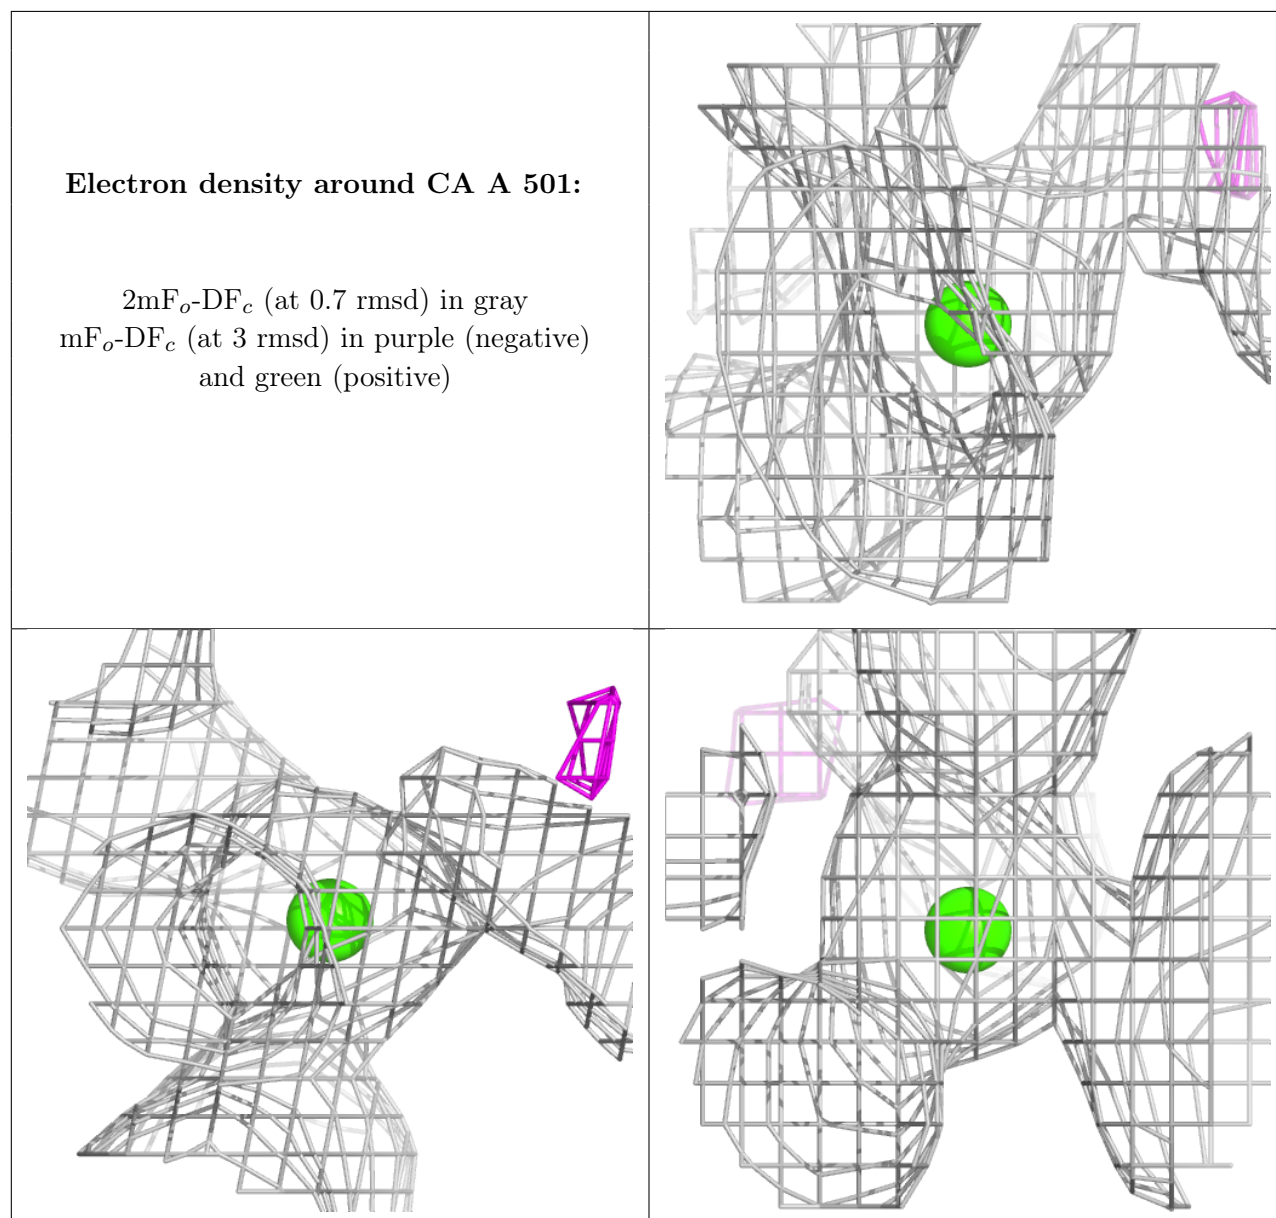 Electron density around CA A 501:
2mFo-DFc (at 0.7 rmsd) in gray
mFo-DFc (at 3 rmsd) in purple (negative)
and green (positive)